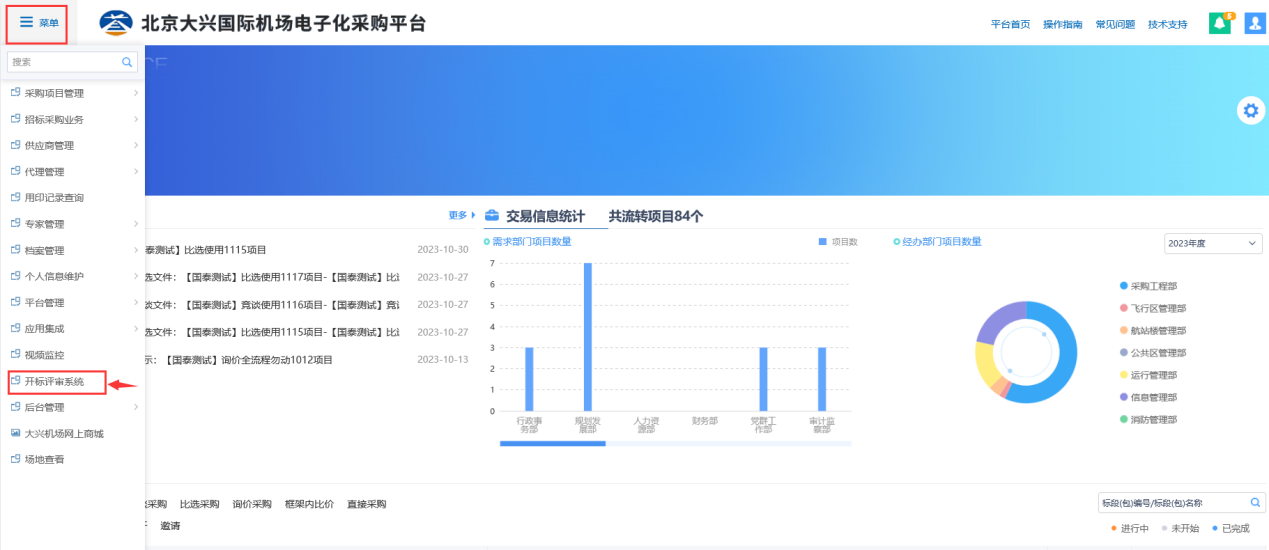 菜单
北京大兴国际机场电子化采购平台
平台首页 操作指南 常见问题 技术支持
5
搜索
采购项目管理
招标采购业务
供应商管理
代理管理
用印记录查询
专家管理
档案管理
个人信息维护
平台管理
应用集成
视频监控
开标评审系统
后台管理
大兴机场网上商城
场地查看
更多
泰测试】比选使用1115项目 2023-10-30
选文件：【国泰测试】比选使用1117项目-【国泰测试】比 2023-10-27
谈文件：【国泰测试】竞谈使用1116项目-【国泰测试】竞 2023-10-27
选文件：【国泰测试】比选使用1115项目-【国泰测试】比 2023-10-27
示：【国泰测试】询价全流程勿动1012项目 2023-10-13
交易信息统计 共流转项目84个
需求部门项目数量
项目数
7
6
5
4
3
2
1
0
行政事务部
规划发展部
人力资源部
财务部
党群工作部
审计监察部
经办部门项目数量
2023年度
采购工程部
飞行区管理部
航站楼管理部
公共区管理部
运行管理部
信息管理部
消防管理部
采购 比选采购 询价采购 框架内比价 直接采购
邀请
标段(包)编号/标段(包)名称
进行中 未开始 已完成